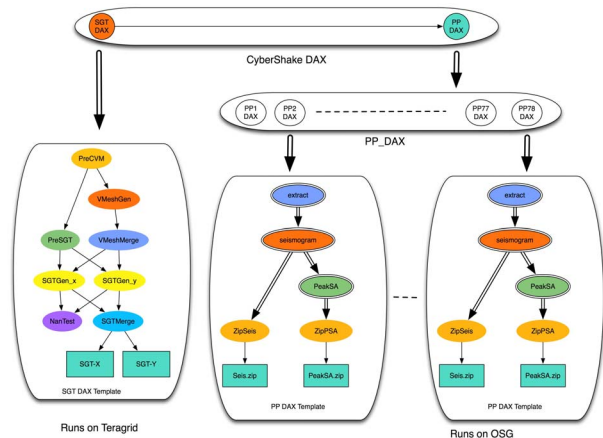 SGT
DAX
PP
DAX
CyberShake DAX
PP1
DAX
PP2
DAX
PP77
DAX
PP78
DAX
PP_DAX
PreCVM
VMeshGen
PreSGT
VMeshMerge
SGTGen_x
SGTGen_y
NanTest
SGTMerge
SGT-X
SGT-Y
SGT DAX Template
Runs on Teragrid
extract
seismogram
PeakSA
ZipSeis
ZipPSA
Seis.zip
PeakSA.zip
PP DAX Template
extract
seismogram
PeakSA
ZipSeis
ZipPSA
Seis.zip
PeakSA.zip
PP DAX Template
Runs on OSG